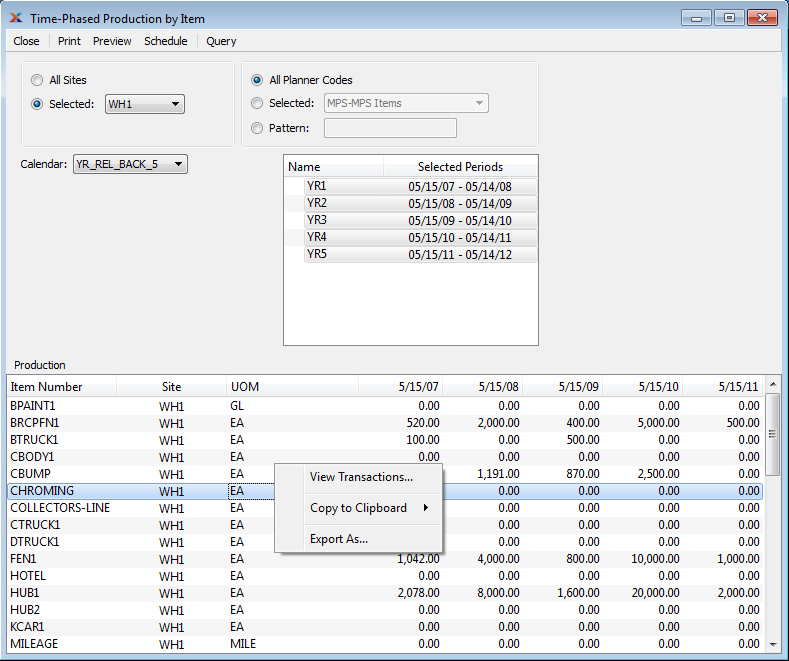 Time-Phased Production by Item
Close Print Preview Schedule Query
All Sites
Selected: WH1
All Planner Codes
Selected: MPS-MPS Items
Pattern:
Calendar: YR_REL_BACK_5
Name Selected Periods
YR1 05/15/07 - 05/14/08
YR2 05/15/08 - 05/14/09
YR3 05/15/09 - 05/14/10
YR4 05/15/10 - 05/14/11
YR5 05/15/11 - 05/14/12
Production
Item Number Site UOM 5/15/07 5/15/08 5/15/09 5/15/10 5/15/11
BPAINT1 WH1 GL 0.00 0.00 0.00 0.00 0.00
BRCPFN1 WH1 EA 520.00 2,000.00 400.00 5,000.00 500.00
BTRUCK1 WH1 EA 100.00 0.00 500.00 0.00 0.00
CBODY1 WH1 EA 0.00 0.00 0.00 0.00 0.00
CBUMP WH1 EA 1,191.00 870.00 2,500.00 0.00
CHROMING WH1 EA 0.00 0.00 0.00 0.00
COLLECTORS-LINE WH1 EA 0.00 0.00 0.00 0.00
CTRUCK1 WH1 EA 0.00 0.00 0.00 0.00
DTRUCK1 WH1 EA 0.00 0.00 0.00 0.00
FEN1 WH1 EA 1,042.00 4,000.00 800.00 10,000.00 1,000.00
HOTEL WH1 EA 0.00 0.00 0.00 0.00 0.00
HUB1 WH1 EA 2,078.00 8,000.00 1,600.00 20,000.00 2,000.00
HUB2 WH1 EA 0.00 0.00 0.00 0.00 0.00
KCAR1 WH1 EA 0.00 0.00 0.00 0.00 0.00
MILEAGE WH1 MILE 0.00 0.00 0.00 0.00 0.00
View Transactions...
Copy to Clipboard
Export As...